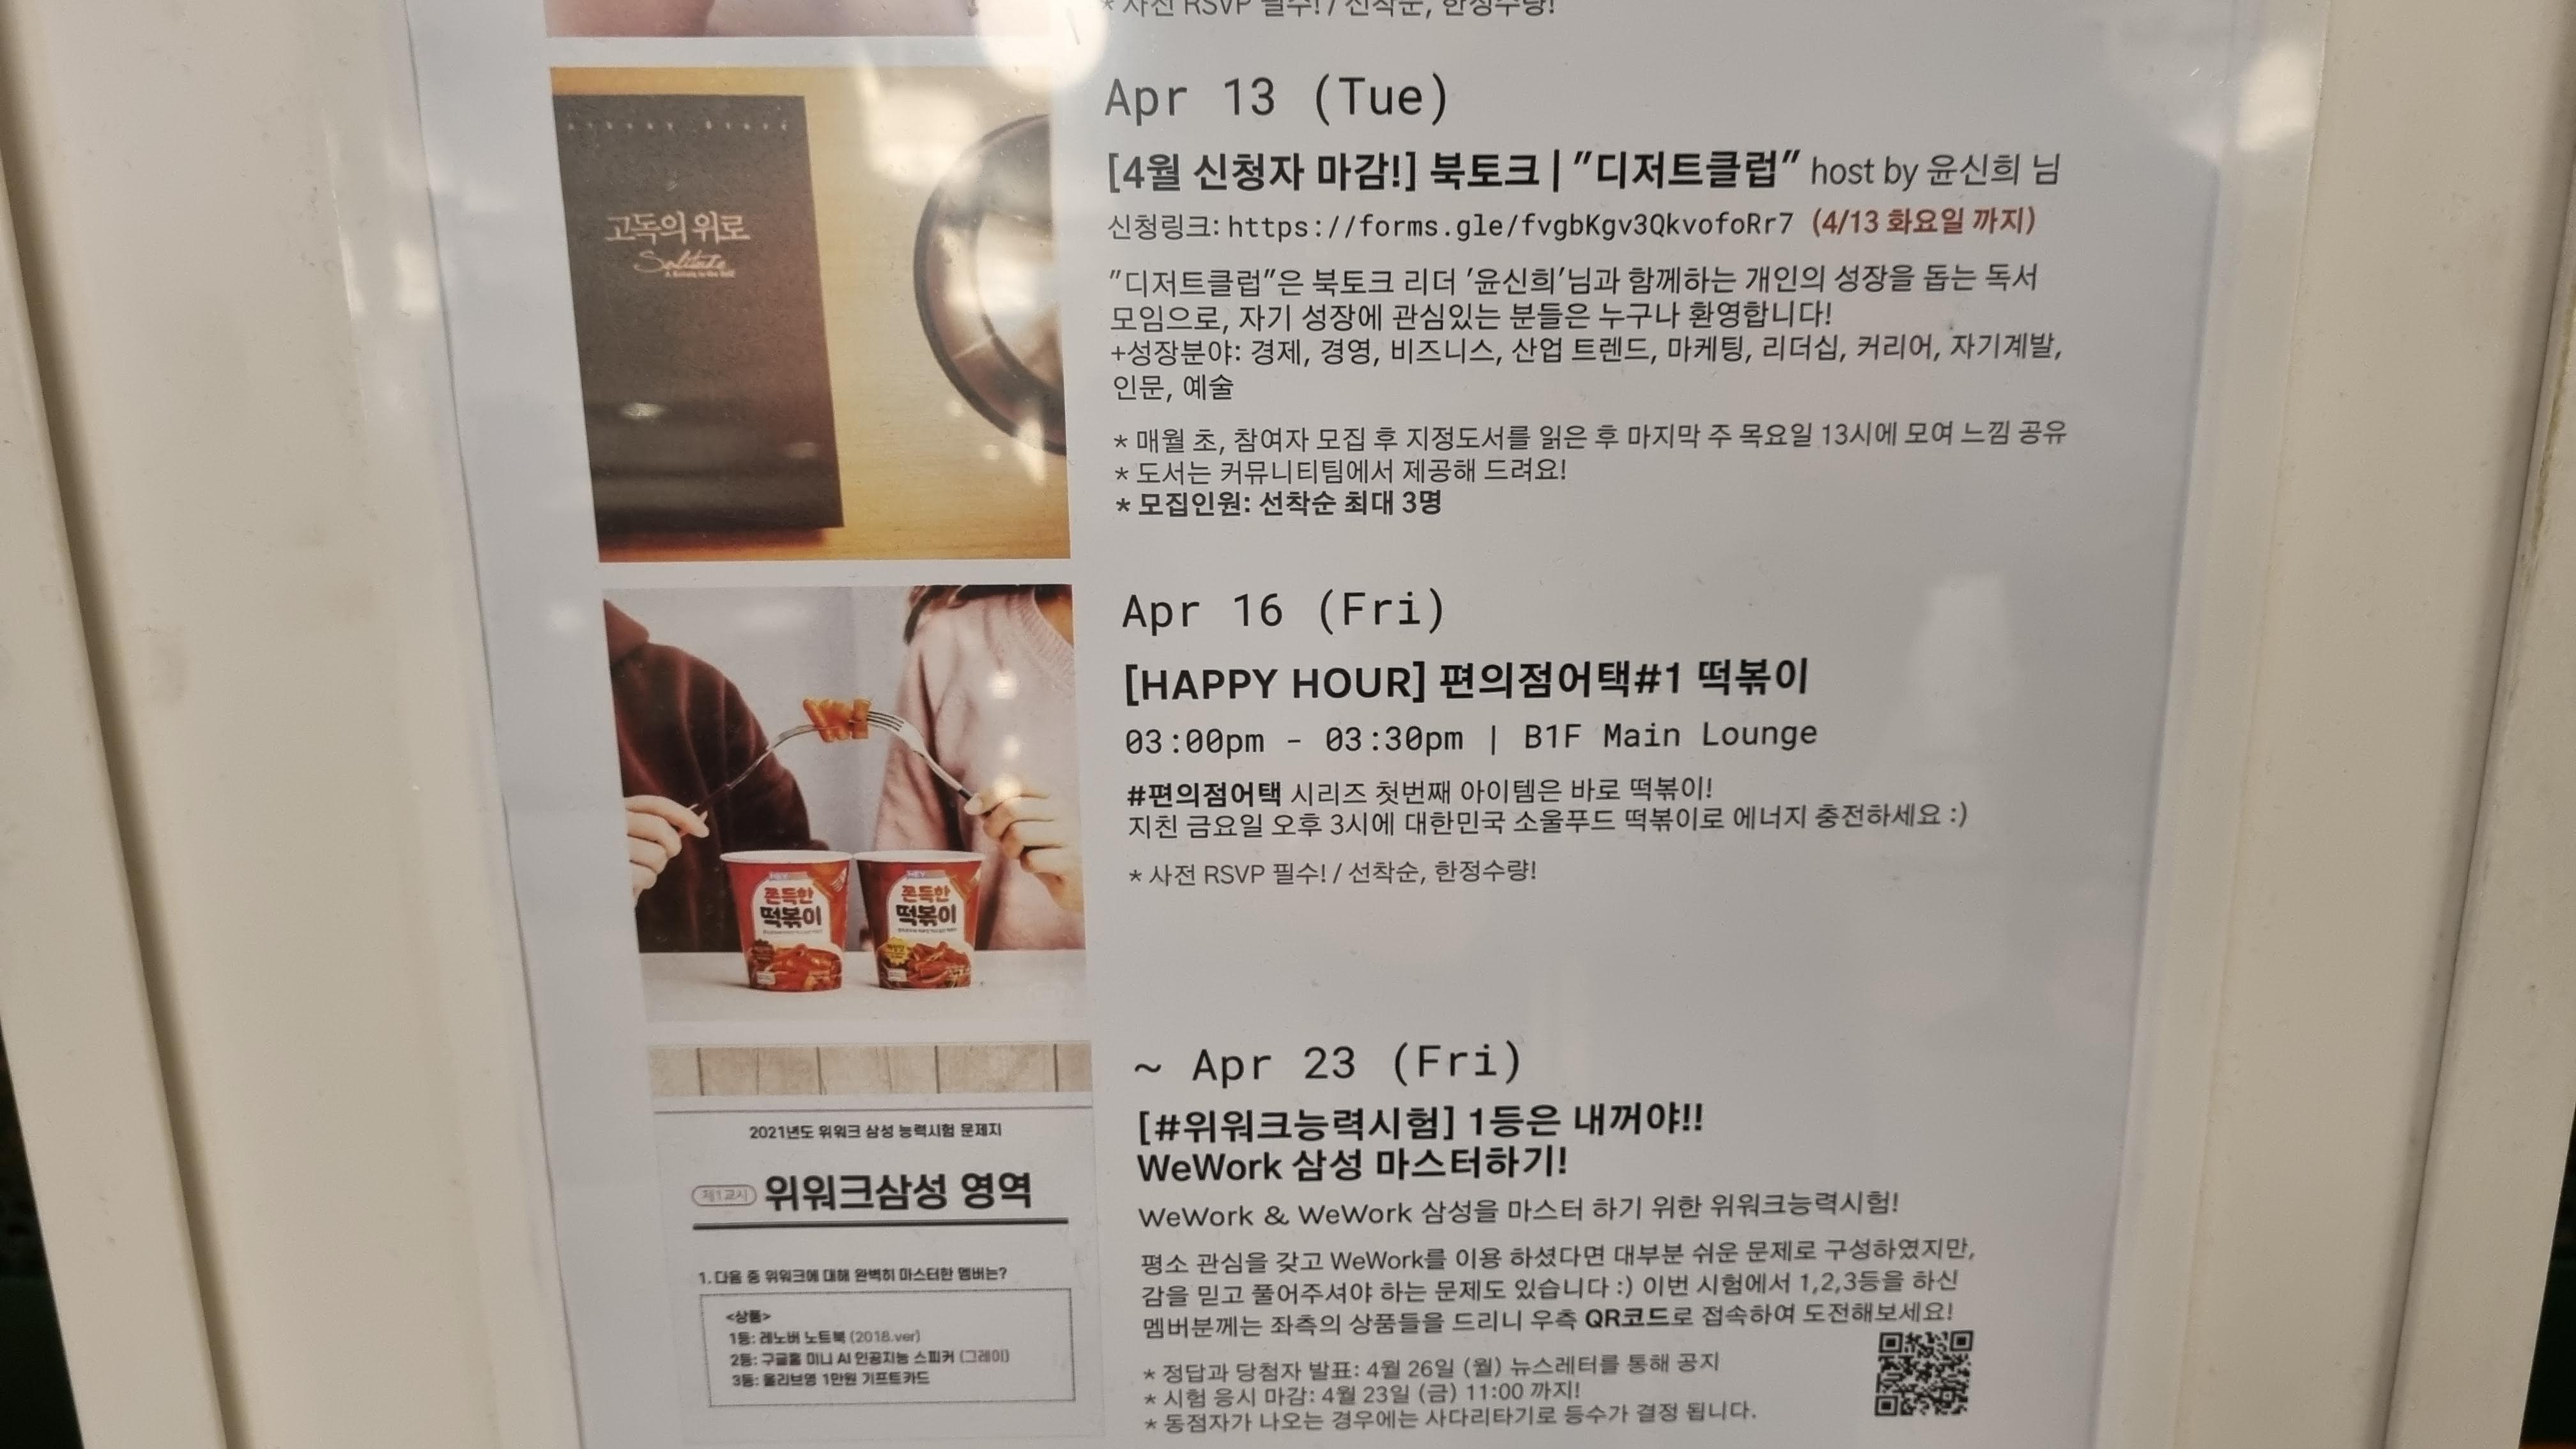 * 사전 RSVP 필수! / 선착순, 한정수량!
고독의 위로
Solitude
Apr 13 (Tue)
[4월 신청자 마감!] 북토크 | "디저트클럽" host by 윤신희 님
신청링크: https://forms.gle/fvgbKgv3QkvofoRr7 (4/13 화요일 까지)
"디저트클럽"은 북토크 리더 '윤신희'님과 함께하는 개인의 성장을 돕는 독서
모임으로, 자기 성장에 관심있는 분들은 누구나 환영합니다!
+성장분야: 경제, 경영, 비즈니스, 산업 트렌드, 마케팅, 리더십, 커리어, 자기계발,
인문, 예술
* 매월 초, 참여자 모집 후 지정도서를 읽은 후 마지막 주 목요일 13시에 모여 느낌 공유
* 도서는 커뮤니티팀에서 제공해 드려요!
* 모집인원: 선착순 최대 3명
쫀득한
떡볶이
쫀득한
떡볶이
Apr 16 (Fri)
[HAPPY HOUR] 편의점어택#1 떡볶이
03:00pm - 03:30pm | B1F Main Lounge
#편의점어택 시리즈 첫번째 아이템은 바로 떡볶이!
지친 금요일 오후 3시에 대한민국 소울푸드 떡볶이로 에너지 충전하세요 :)
* 사전 RSVP 필수! / 선착순, 한정수량!
2021년도 위워크 삼성 능력시험 문제지
제1교시 위워크삼성 영역
1. 다음 중 위워크에 대해 완벽히 마스터한 멤버는?
<상품>
1등: 레노버 노트북 (2018.ver)
2등: 구글홈 미니 AI 인공지능 스피커 (그레이)
3등: 올리브영 1만원 기프트카드
~ Apr 23 (Fri)
[#위워크능력시험] 1등은 내꺼야!!
WeWork 삼성 마스터하기!
WeWork & WeWork 삼성을 마스터 하기 위한 위워크능력시험!
평소 관심을 갖고 WeWork를 이용 하셨다면 대부분 쉬운 문제로 구성하였지만,
감을 믿고 풀어주셔야 하는 문제도 있습니다 :) 이번 시험에서 1,2,3등을 하신
멤버분께는 좌측의 상품들을 드리니 우측 QR코드로 접속하여 도전해보세요!
* 정답과 당첨자 발표: 4월 26일 (월) 뉴스레터를 통해 공지
* 시험 응시 마감: 4월 23일 (금) 11:00 까지!
* 동점자가 나오는 경우에는 사다리타기로 등수가 결정 됩니다.